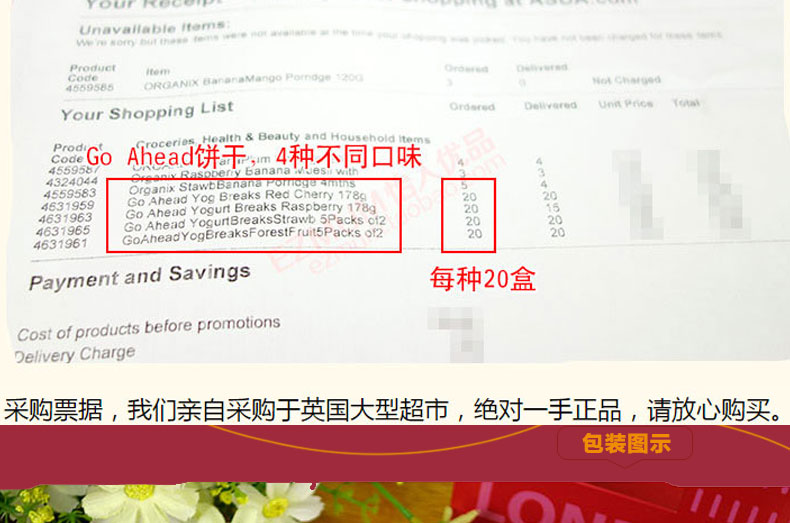 Your Receipt
Shopping at ASDA.com
Unavailable Items:
We're sorry but these items were not available at the time your shopping was picked. You have not been charged for these items.
Product Code Item Ordered Delivered
4559585 ORGANIX BananaMango Porridge 120G 3 0 Not Charged
Your Shopping List Ordered Delivered Unit Price Total
Product Code Groceries, Health & Beauty and Household Items
Go Ahead饼干，4种不同口味
4559587 4 4
4324044 Organix Raspberry Banana Muesli with 3 3
4559583 Organix StawbBanana Porridge 4mths 5 4
4631959 Go Ahead Yog Breaks Red Cherry 178g 20 20
4631963 Go Ahead Yogurt Breaks Raspberry 178g 20 15
4631965 Go Ahead YogurtBreaksStrawb 5Packs of2 20 20
4631961 GoAheadYogBreaksForestFruit5Packs of2 20 20
每种20盒
Payment and Savings
Cost of products before promotions
Delivery Charge
采购票据，我们亲自采购于英国大型超市，绝对一手正品，请放心购买。
包装图示